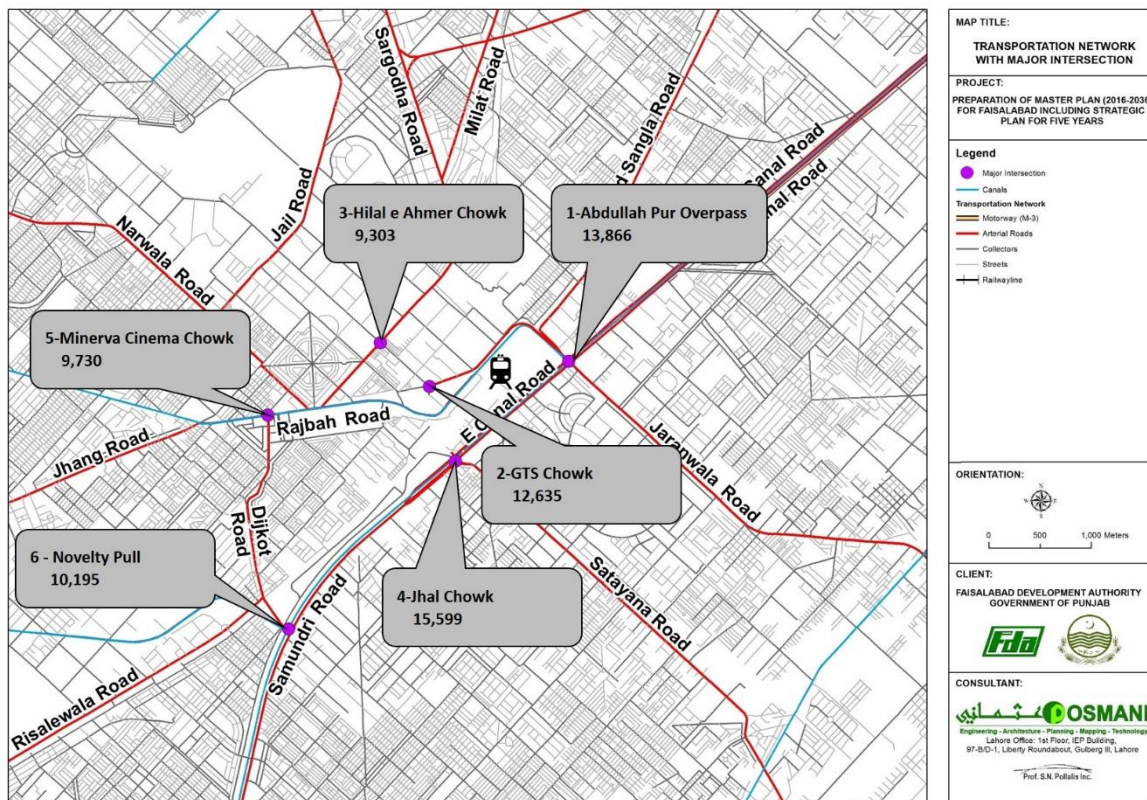 Sargodha Road
Milat Road
d Sangla Road
Canal Road
nal Road
Jail Road
3-Hilal e Ahmer Chowk
9,303
1-Abdullah Pur Overpass
13,866
Narwala Road
5-Minerva Cinema Chowk
9,730
Rajbah Road
E Canal Road
Jhang Road
2-GTS Chowk
12,635
Jaranwala Road
Dijkot
Road
6 - Novelty Pull
10,195
4-Jhal Chowk
15,599
Satayana Road
Samundri Road
Risalewala Road
MAP TITLE:
TRANSPORTATION NETWORK
WITH MAJOR INTERSECTION
PROJECT:
PREPARATION OF MASTER PLAN (2016-2036
FOR FAISALABAD INCLUDING STRATEGIC
PLAN FOR FIVE YEARS
Legend
Major Intersection
Canals
Transportation Network
Motorway (M-3)
Arterial Roads
Collectors
Streets
Railwayline
ORIENTATION:
N
E
S
W
0 500 1,000 Meters
CLIENT:
FAISALABAD DEVELOPMENT AUTHORITY
GOVERNMENT OF PUNJAB
Fda
CONSULTANT:
عثمانی OSMANI
Engineering - Architecture - Planning - Mapping - Technology
Lahore Office: 1st Floor, IEP Building,
97-B/D-1, Liberty Roundabout, Gulberg III, Lahore
Prof. S.N. Pollalis Inc.